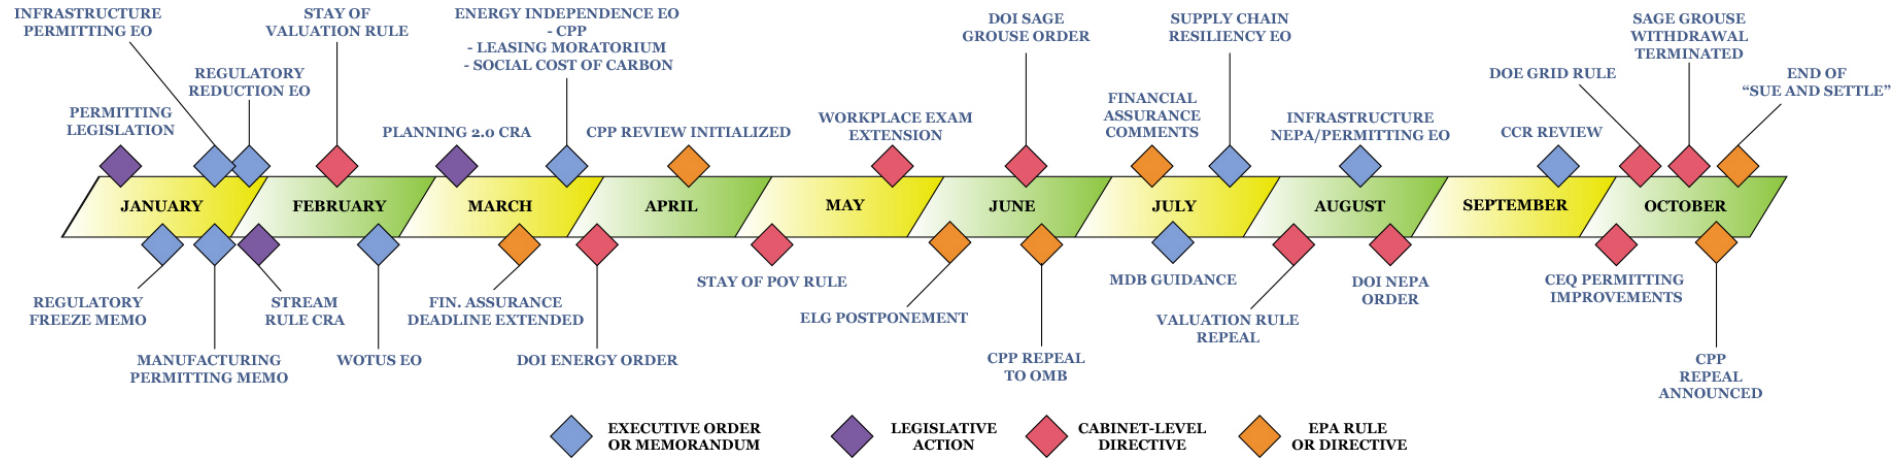 INFRASTRUCTURE
PERMITTING EO
STAY OF
VALUATION RULE
ENERGY INDEPENDENCE EO
- CPP
- LEASING MORATORIUM
- SOCIAL COST OF CARBON
DOI SAGE
GROUSE ORDER
SUPPLY CHAIN
RESILIENCY EO
SAGE GROUSE
WITHDRAWAL
TERMINATED
REGULATORY
REDUCTION EO
DOE GRID RULE
END OF
“SUE AND SETTLE”
PERMITTING
LEGISLATION
PLANNING 2.0 CRA
CPP REVIEW INITIALIZED
WORKPLACE EXAM
EXTENSION
FINANCIAL
ASSURANCE
COMMENTS
INFRASTRUCTURE
NEPA/PERMITTING EO
CCR REVIEW
JANUARY
FEBRUARY
MARCH
APRIL
MAY
JUNE
JULY
AUGUST
SEPTEMBER
OCTOBER
REGULATORY
FREEZE MEMO
STREAM
RULE CRA
FIN. ASSURANCE
DEADLINE EXTENDED
STAY OF POV RULE
ELG POSTPONEMENT
MDB GUIDANCE
VALUATION RULE
REPEAL
DOI NEPA
ORDER
CEQ PERMITTING
IMPROVEMENTS
MANUFACTURING
PERMITTING MEMO
WOTUS EO
DOI ENERGY ORDER
CPP REPEAL
TO OMB
CPP
REPEAL
ANNOUNCED
EXECUTIVE ORDER
OR MEMORANDUM
LEGISLATIVE
ACTION
CABINET-LEVEL
DIRECTIVE
EPA RULE
OR DIRECTIVE